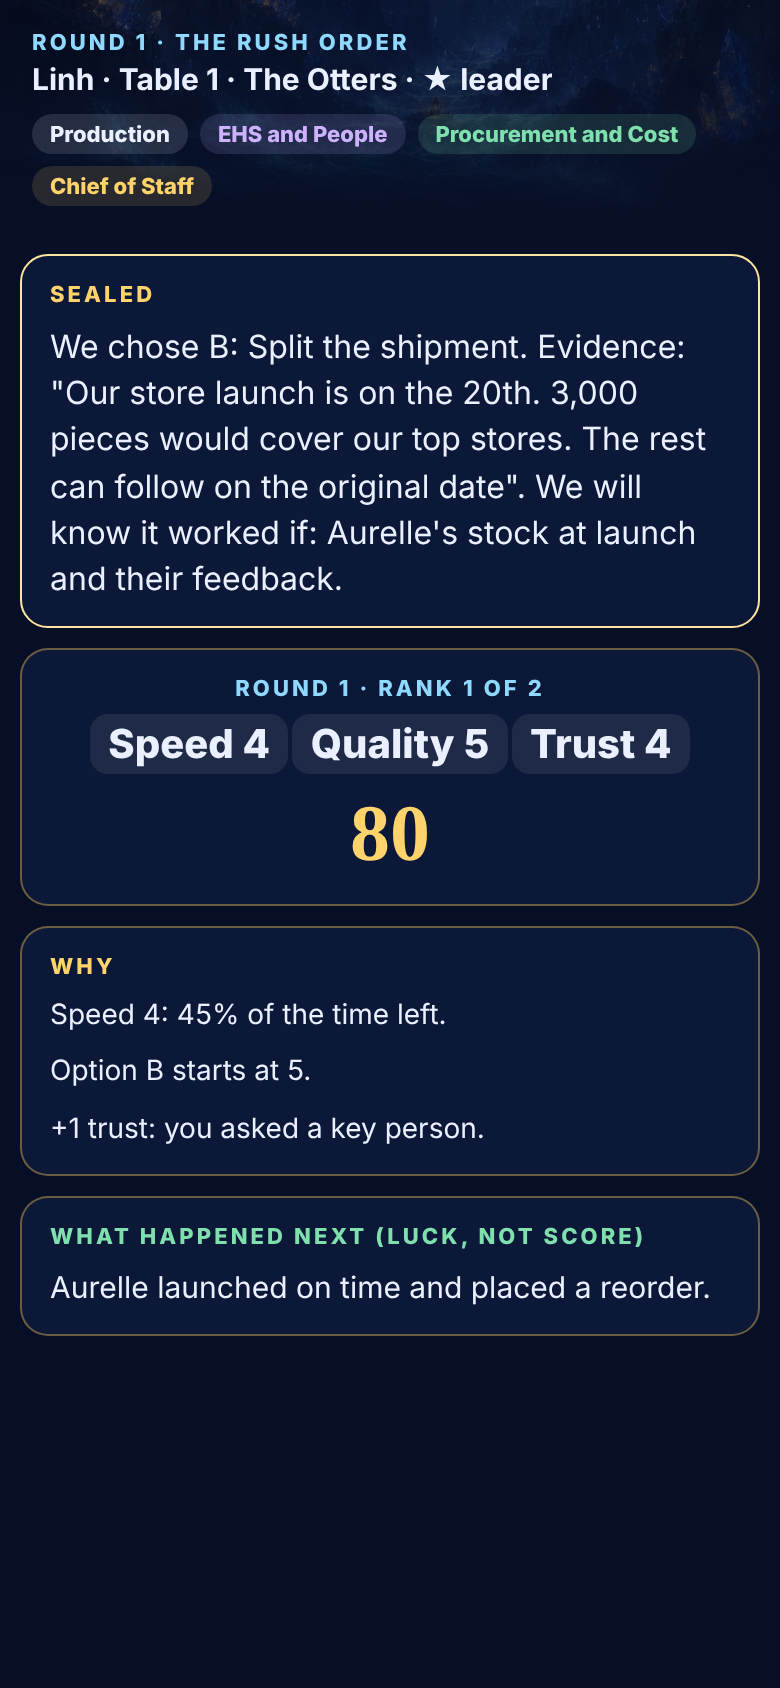 ROUND 1 · THE RUSH ORDER
Linh · Table 1 · The Otters · ★ leader
Production EHS and People Procurement and Cost
Chief of Staff
SEALED
We chose B: Split the shipment. Evidence:
"Our store launch is on the 20th. 3,000
pieces would cover our top stores. The rest
can follow on the original date". We will
know it worked if: Aurelle's stock at launch
and their feedback.
ROUND 1 · RANK 1 OF 2
Speed 4 Quality 5 Trust 4
80
WHY
Speed 4: 45% of the time left.
Option B starts at 5.
+1 trust: you asked a key person.
WHAT HAPPENED NEXT (LUCK, NOT SCORE)
Aurelle launched on time and placed a reorder.